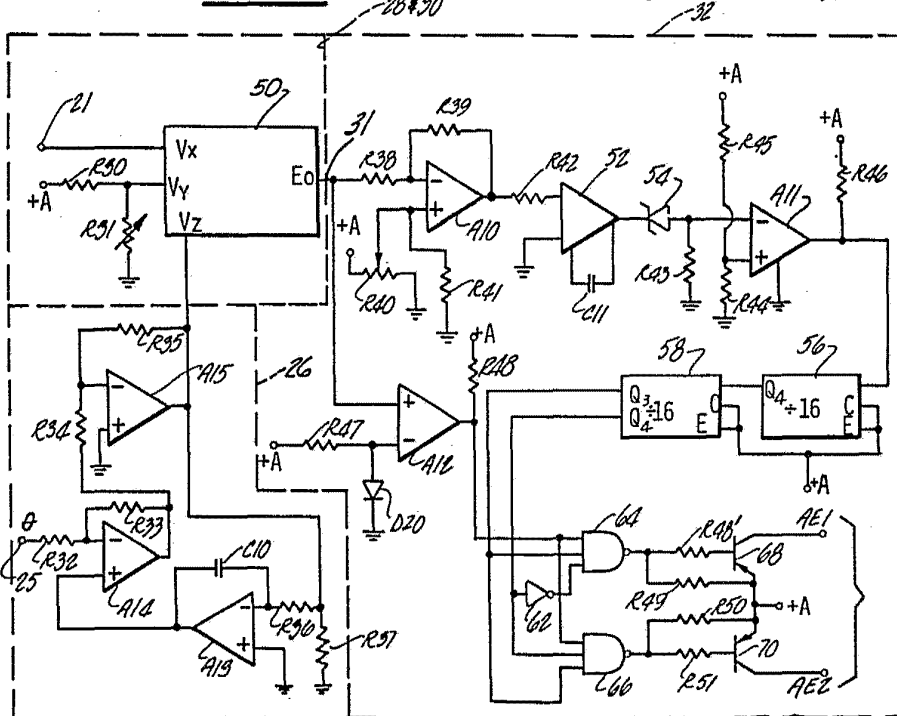 28&30
32
21
50
31
R39
+A
+A
Vx
R30
+A
VY
R31
VZ
Eo
R38
−
+
A10
R42
52
54
R45
R46
A11
−
+
+A
R40
R41
C11
R43
R44
+A
R35
A15
−
+
R34
26
R48
58
56
Q3
÷16
Q4
C
E
Q4
÷16
C
E
+A
R47
+
−
A12
+A
D20
θ
R33
25
R32
−
+
A14
C10
−
+
R36
A13
R37
64
R48'
68
AE1
62
R49
+A
R50
66
R51
70
AE2